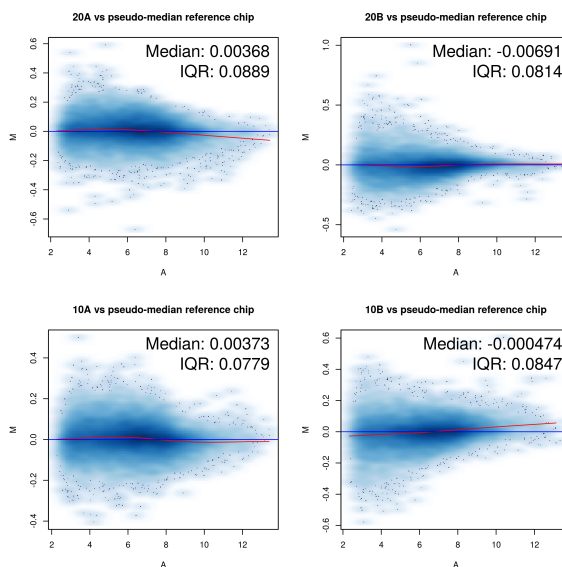 20A vs pseudo-median reference chip
Median: 0.00368
IQR: 0.0889
0.6
0.4
0.2
0.0
-0.2
-0.4
-0.6
M
2 4 6 8 10 12
A
20B vs pseudo-median reference chip
Median: -0.00691
IQR: 0.0814
1.0
0.5
0.0
-0.5
M
2 4 6 8 10 12
A
10A vs pseudo-median reference chip
Median: 0.00373
IQR: 0.0779
0.4
0.2
0.0
-0.2
-0.4
M
2 4 6 8 10 12
A
10B vs pseudo-median reference chip
Median: -0.000474
IQR: 0.0847
0.6
0.4
0.2
0.0
-0.2
-0.4
-0.6
M
2 4 6 8 10 12
A